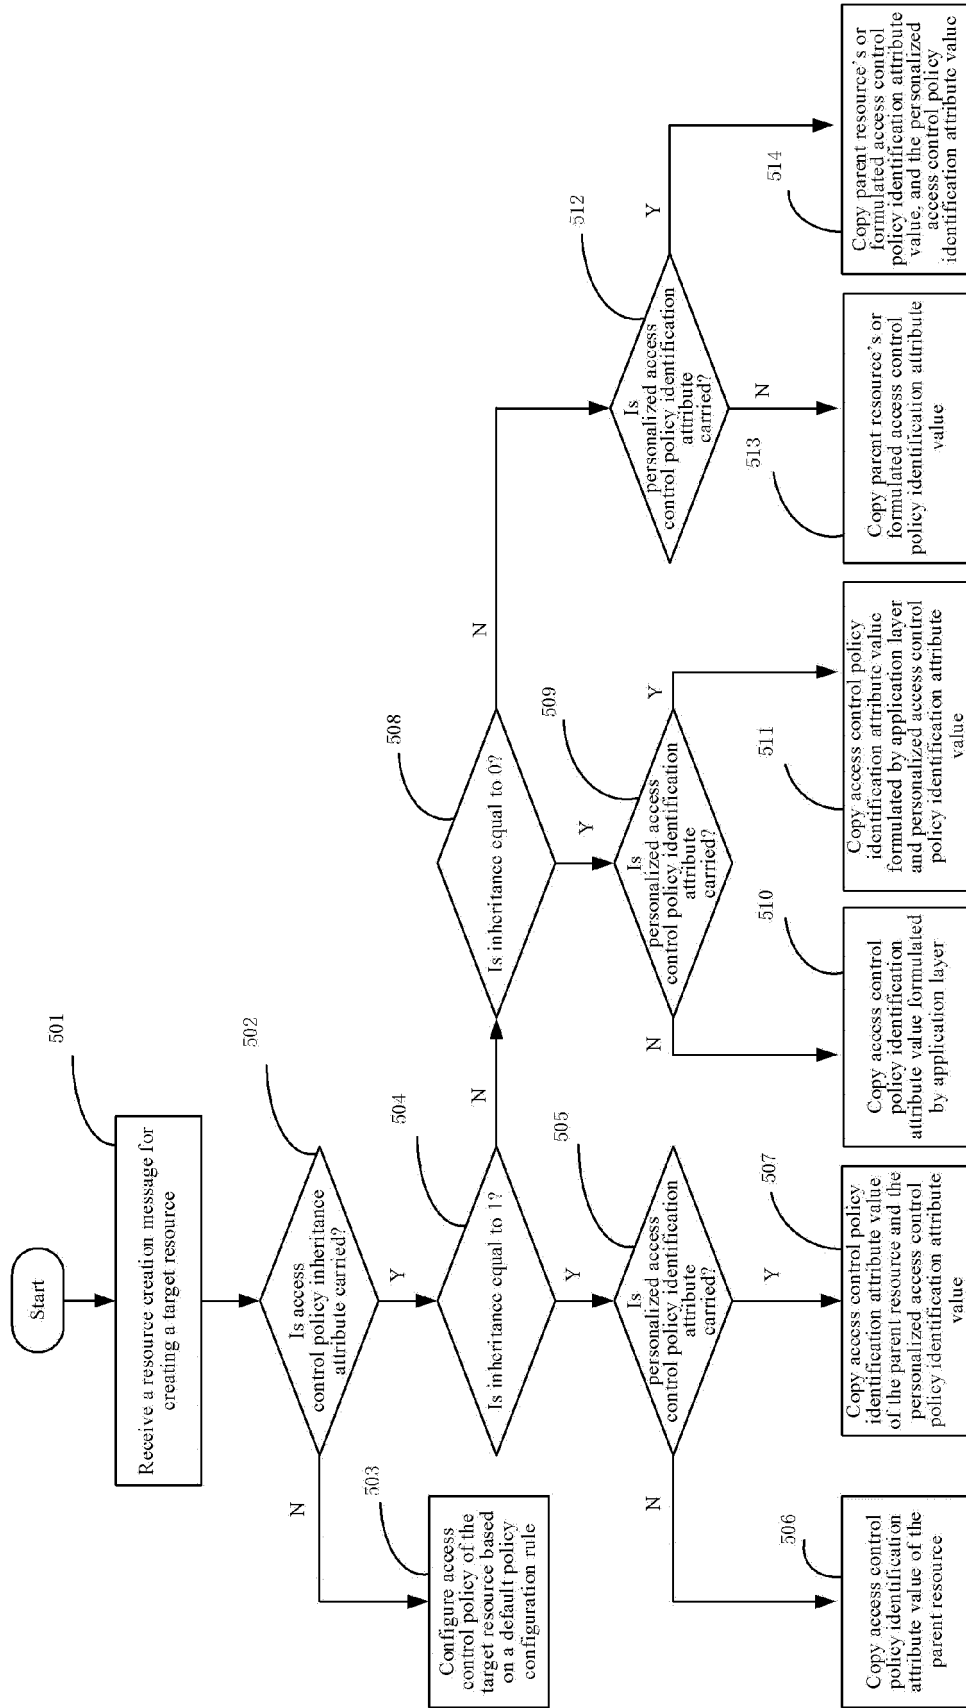 Start
501
Receive a resource creation message for
creating a target resource
502
Is access
control policy inheritance
attribute carried?
N
Y
503
Configure access
control policy of the
target resource based
on a default policy
configuration rule
504
Is inheritance equal to 1?
N
Y
505
Is
personalized access
control policy identification
attribute
carried?
N
Y
506
Copy access control
policy identification
attribute value of the
parent resource
507
Copy access control policy
identification attribute value
of the parent resource and the
personalized access control
policy identification attribute
value
508
Is inheritance equal to 0?
N
Y
509
Is
personalized access
control policy identification
attribute
carried?
N
Y
510
Copy access control
policy identification
attribute value formulated
by application layer
511
Copy access control policy
identification attribute value
formulated by application layer
and personalized access control
policy identification attribute
value
512
Is
personalized access
control policy identification
attribute
carried?
N
Y
513
Copy parent resource's or
formulated access control
policy identification attribute
value
514
Copy parent resource's or
formulated access control
policy identification attribute
value, and the personalized
access control policy
identification attribute value